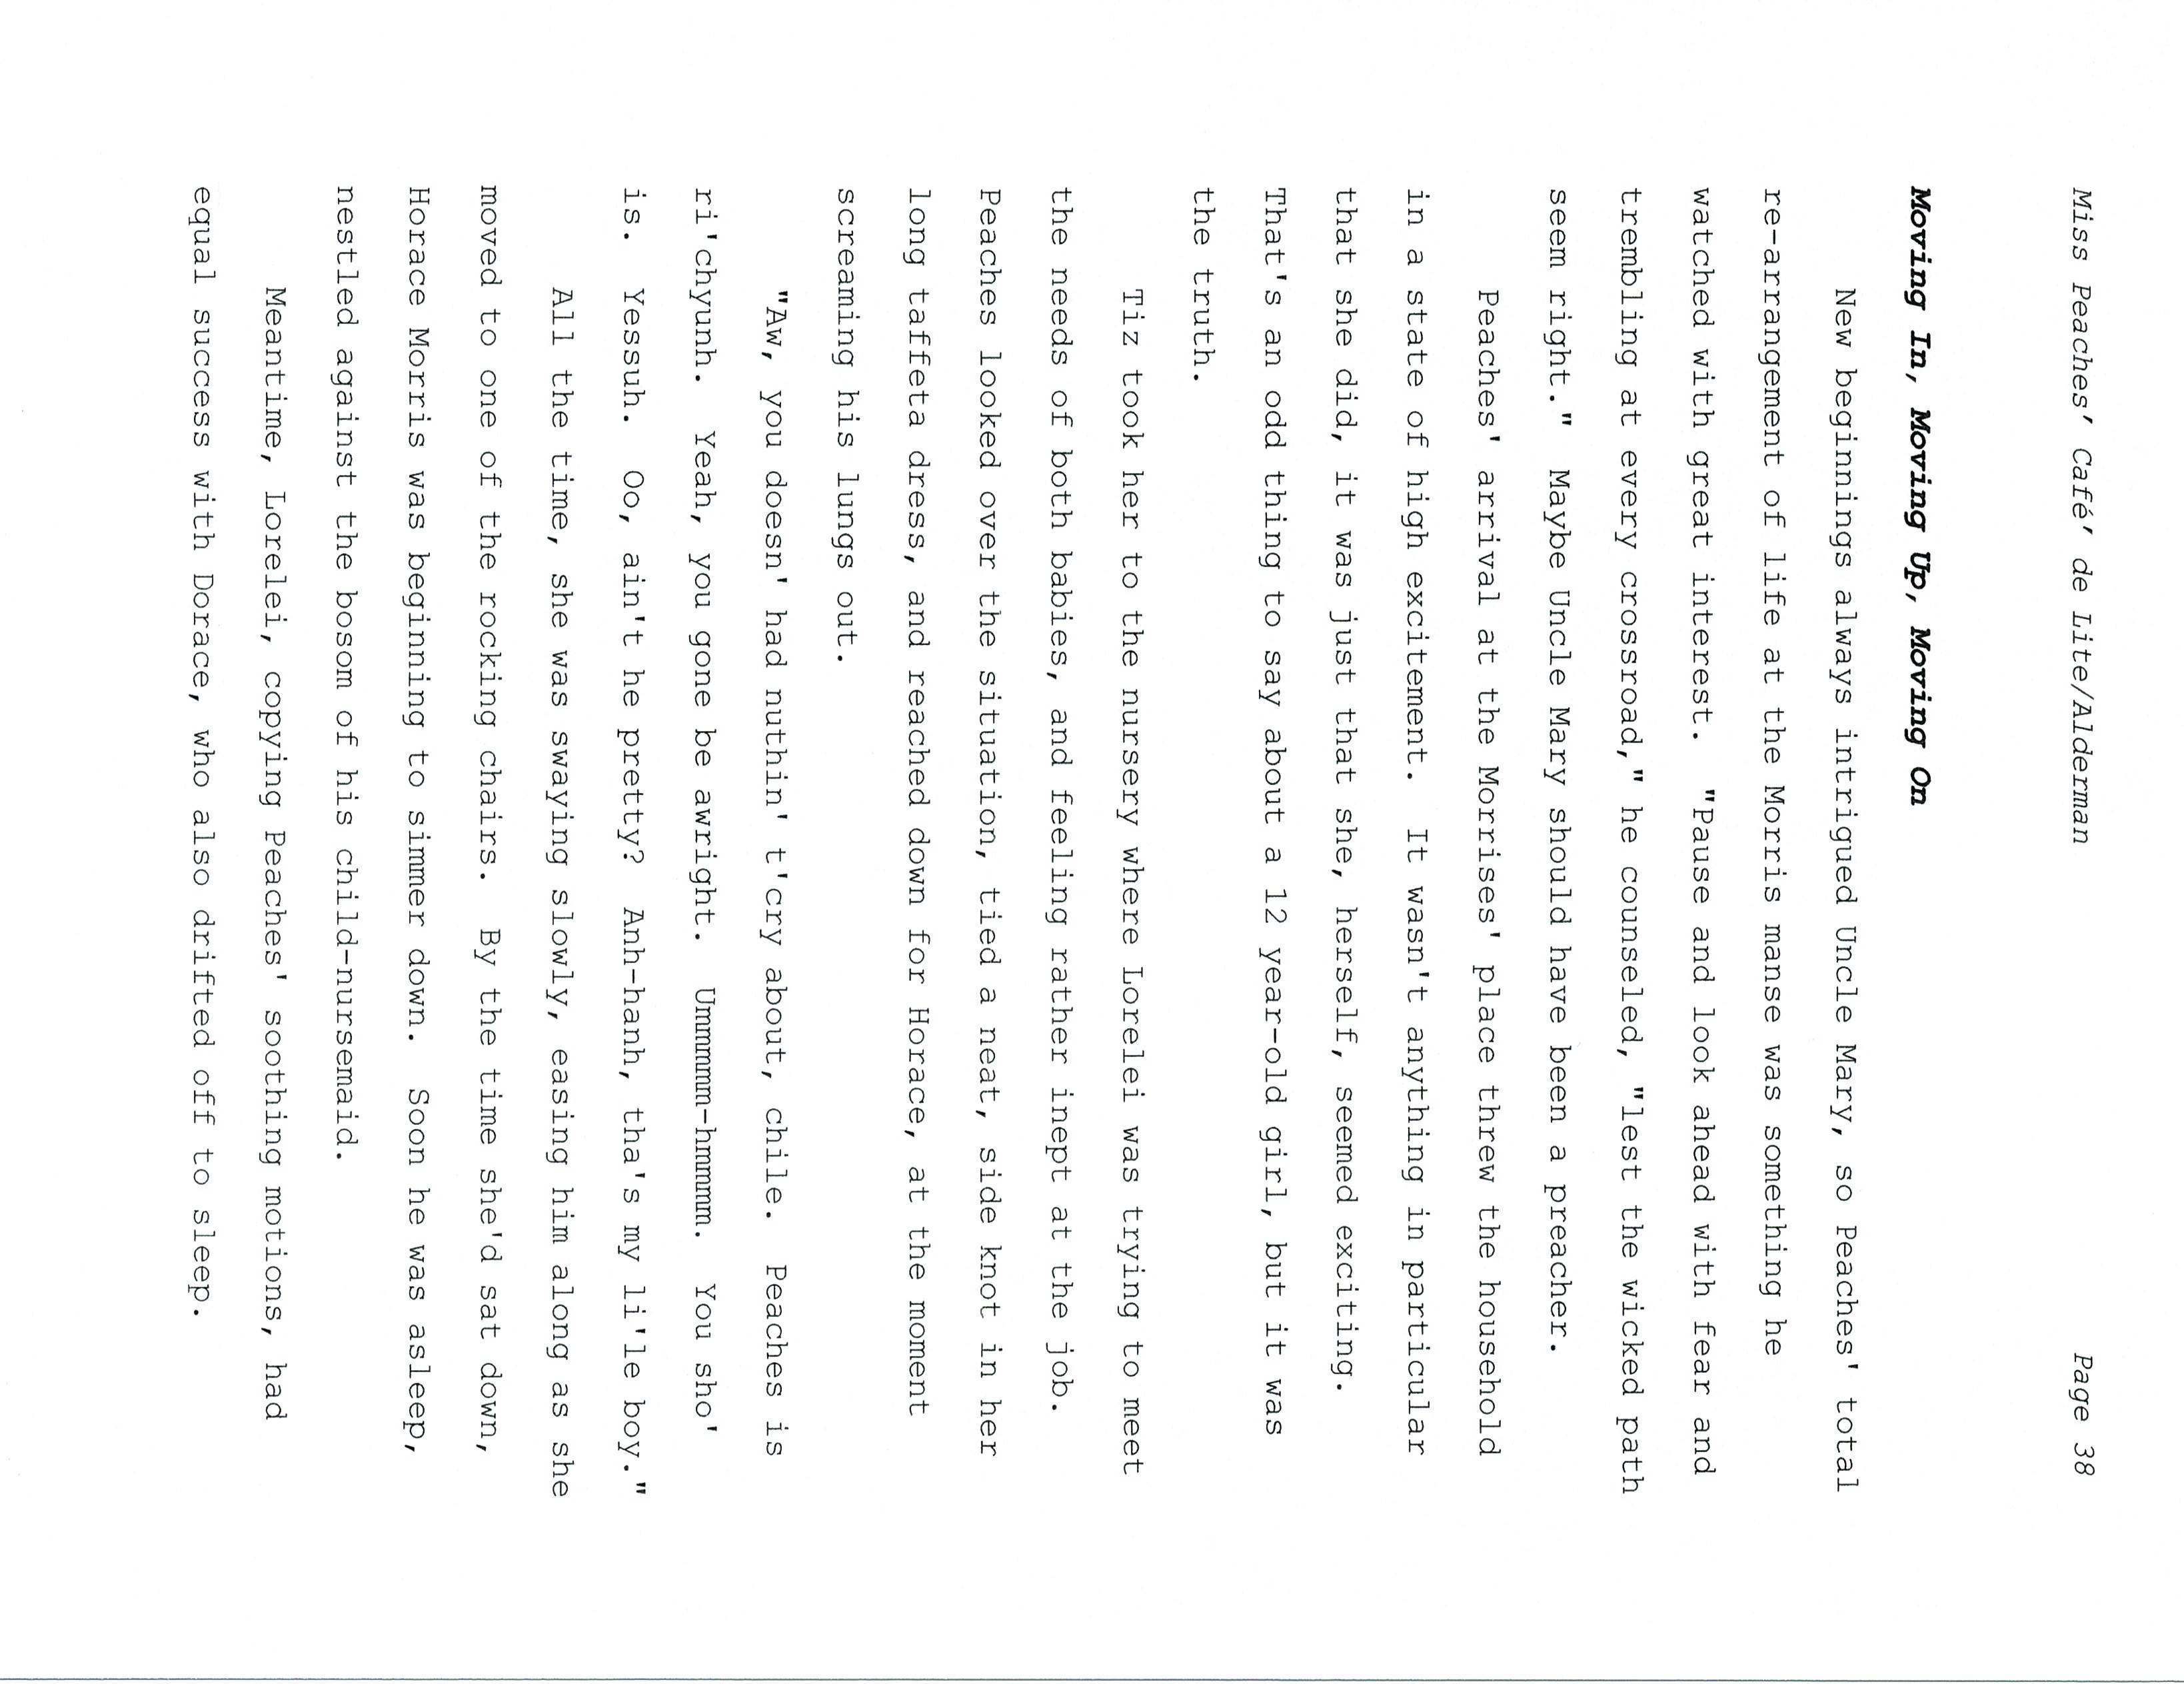 Miss Peaches' Café' de Lite/Alderman Page 38
Moving In, Moving Up, Moving On
New beginnings always intrigued Uncle Mary, so Peaches' total
re-arrangement of life at the Morris manse was something he
watched with great interest. "Pause and look ahead with fear and
trembling at every crossroad," he counseled, "lest the wicked path
seem right." Maybe Uncle Mary should have been a preacher.
Peaches' arrival at the Morrises' place threw the household
in a state of high excitement. It wasn't anything in particular
that she did, it was just that she, herself, seemed exciting.
That's an odd thing to say about a 12 year-old girl, but it was
the truth.
Tiz took her to the nursery where Lorelei was trying to meet
the needs of both babies, and feeling rather inept at the job.
Peaches looked over the situation, tied a neat, side knot in her
long taffeta dress, and reached down for Horace, at the moment
screaming his lungs out.
"Aw, you doesn' had nuthin' t'cry about, chile. Peaches is
ri'chyunh. Yeah, you gone be awright. Ummmmm-hmmmm. You sho'
is. Yessuh. Oo, ain't he pretty? Anh-hanh, tha's my li'le boy."
All the time, she was swaying slowly, easing him along as she
moved to one of the rocking chairs. By the time she'd sat down,
Horace Morris was beginning to simmer down. Soon he was asleep,
nestled against the bosom of his child-nursemaid.
Meantime, Lorelei, copying Peaches' soothing motions, had
equal success with Dorace, who also drifted off to sleep.